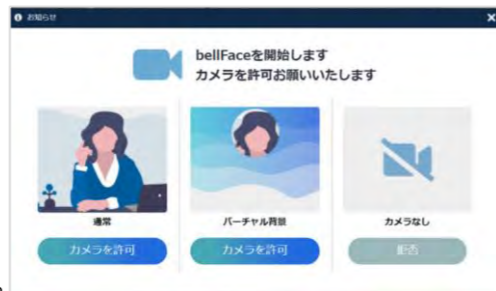 お知らせ
bellFaceを開始します
カメラを許可お願いいたします
通常
バーチャル背景
カメラなし
カメラを許可
カメラを許可
拒否